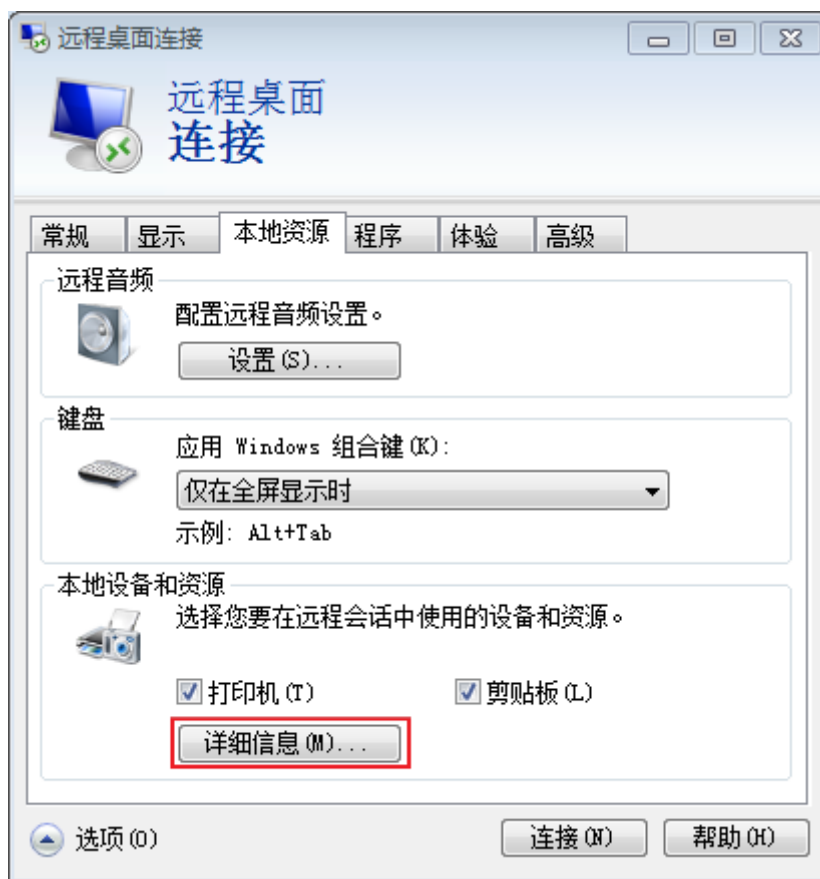 远程桌面连接
远程桌面
连接
常规 显示 本地资源 程序 体验 高级
远程音频
配置远程音频设置。
设置(S)...
键盘
应用 Windows 组合键(K):
仅在全屏显示时
示例: Alt+Tab
本地设备和资源
选择您要在远程会话中使用的设备和资源。
打印机(T) 剪贴板(L)
详细信息(M)...
选项(O) 连接(N) 帮助(H)